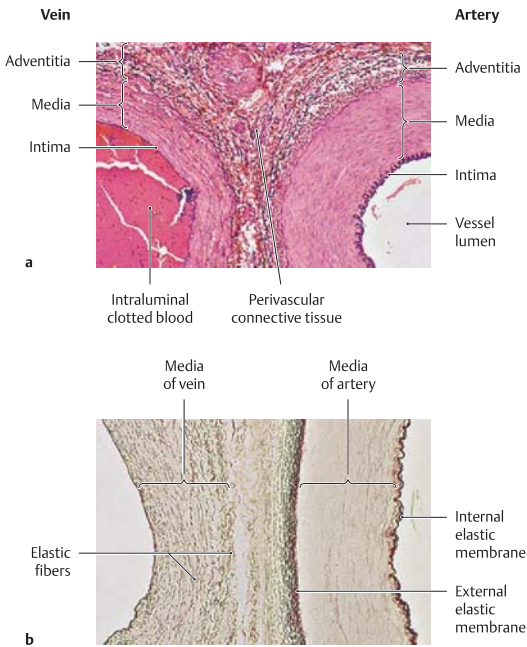 Vein
Artery
Adventitia
Media
Intima
Adventitia
Media
Intima
Vessel
lumen
a
Intraluminal
clotted blood
Perivascular
connective tissue
Media
of vein
Media
of artery
Elastic
fibers
Internal
elastic
membrane
External
elastic
membrane
b